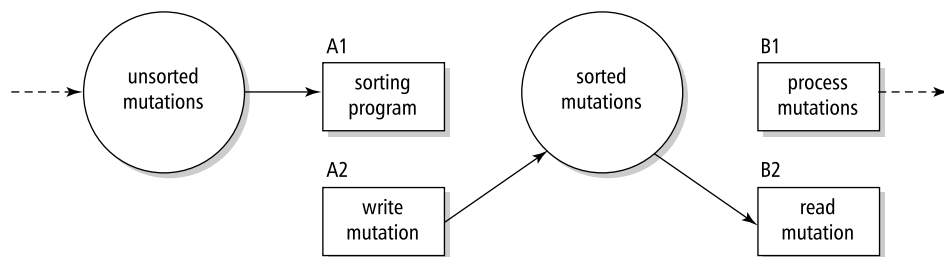 unsorted
mutations
A1
sorting
program
sorted
mutations
B1
process
mutations
A2
write
mutation
B2
read
mutation